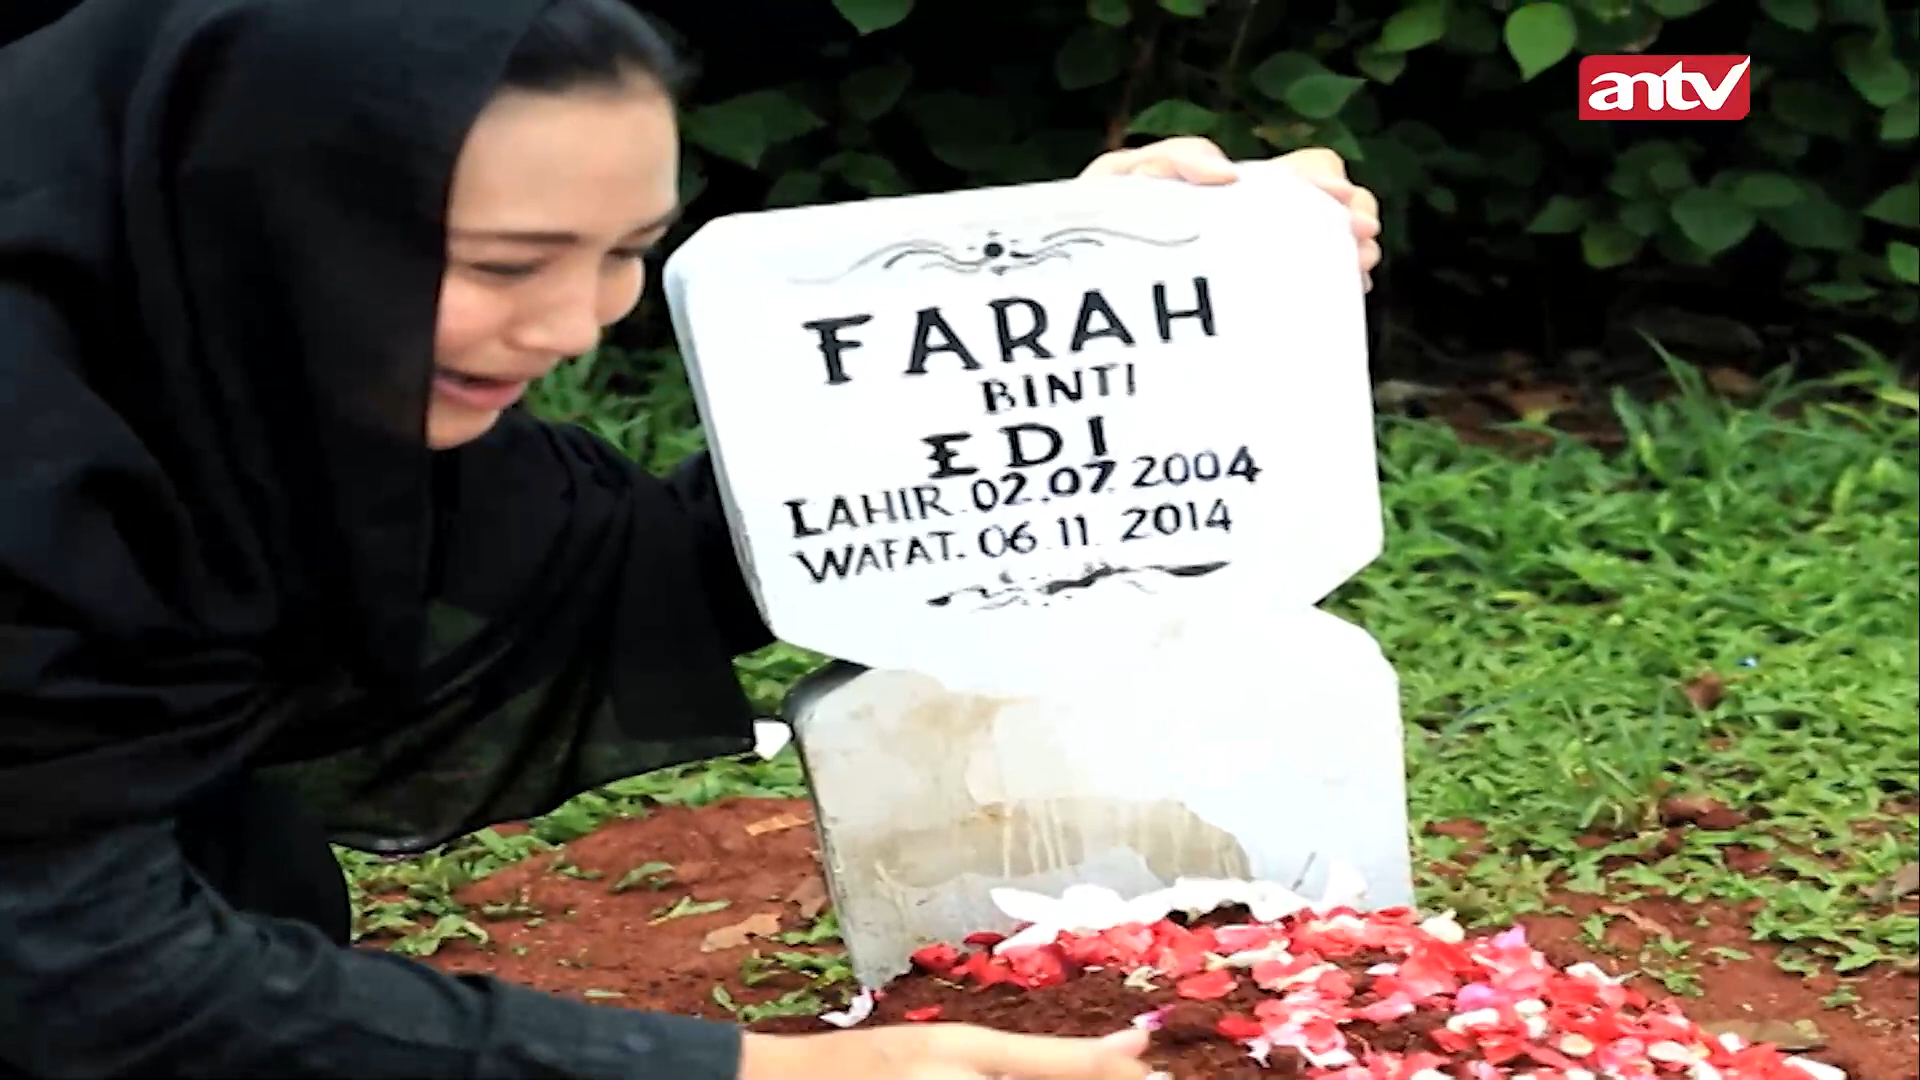 antv
FARAH
BINTI
EDI
LAHIR. 02.07.2004
WAFAT. 06.11.2014